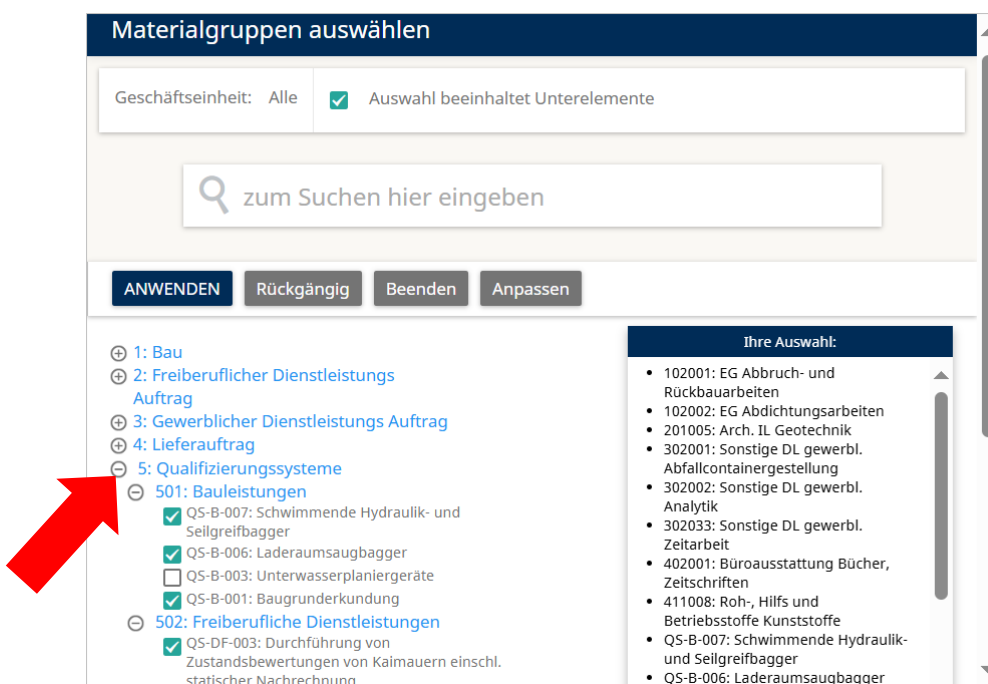 Materialgruppen auswählen
Geschäftseinheit: Alle
Auswahl beeinhaltet Unterelemente
zum Suchen hier eingeben
ANWENDEN
Rückgängig
Beenden
Anpassen
1: Bau
2: Freiberuflicher Dienstleistungs
Auftrag
3: Gewerblicher Dienstleistungs Auftrag
4: Lieferauftrag
5: Qualifizierungssysteme
501: Bauleistungen
QS-B-007: Schwimmende Hydraulik- und
Seilgreifbagger
QS-B-006: Laderaumsaugbagger
QS-B-003: Unterwasserplaniergeräte
QS-B-001: Baugrunderkundung
502: Freiberufliche Dienstleistungen
QS-DF-003: Durchführung von
Zustandsbewertungen von Kaimauern einschl.
statischer Nachrechnung
Ihre Auswahl:
102001: EG Abbruch- und
Rückbauarbeiten
102002: EG Abdichtungsarbeiten
201005: Arch. IL Geotechnik
302001: Sonstige DL gewerbl.
Abfallcontainergestellung
302002: Sonstige DL gewerbl.
Analytik
302033: Sonstige DL gewerbl.
Zeitarbeit
402001: Büroausstattung Bücher,
Zeitschriften
411008: Roh-, Hilfs und
Betriebsstoffe Kunststoffe
QS-B-007: Schwimmende Hydraulik-
und Seilgreifbagger
QS-B-006: Laderaumsaugbagger